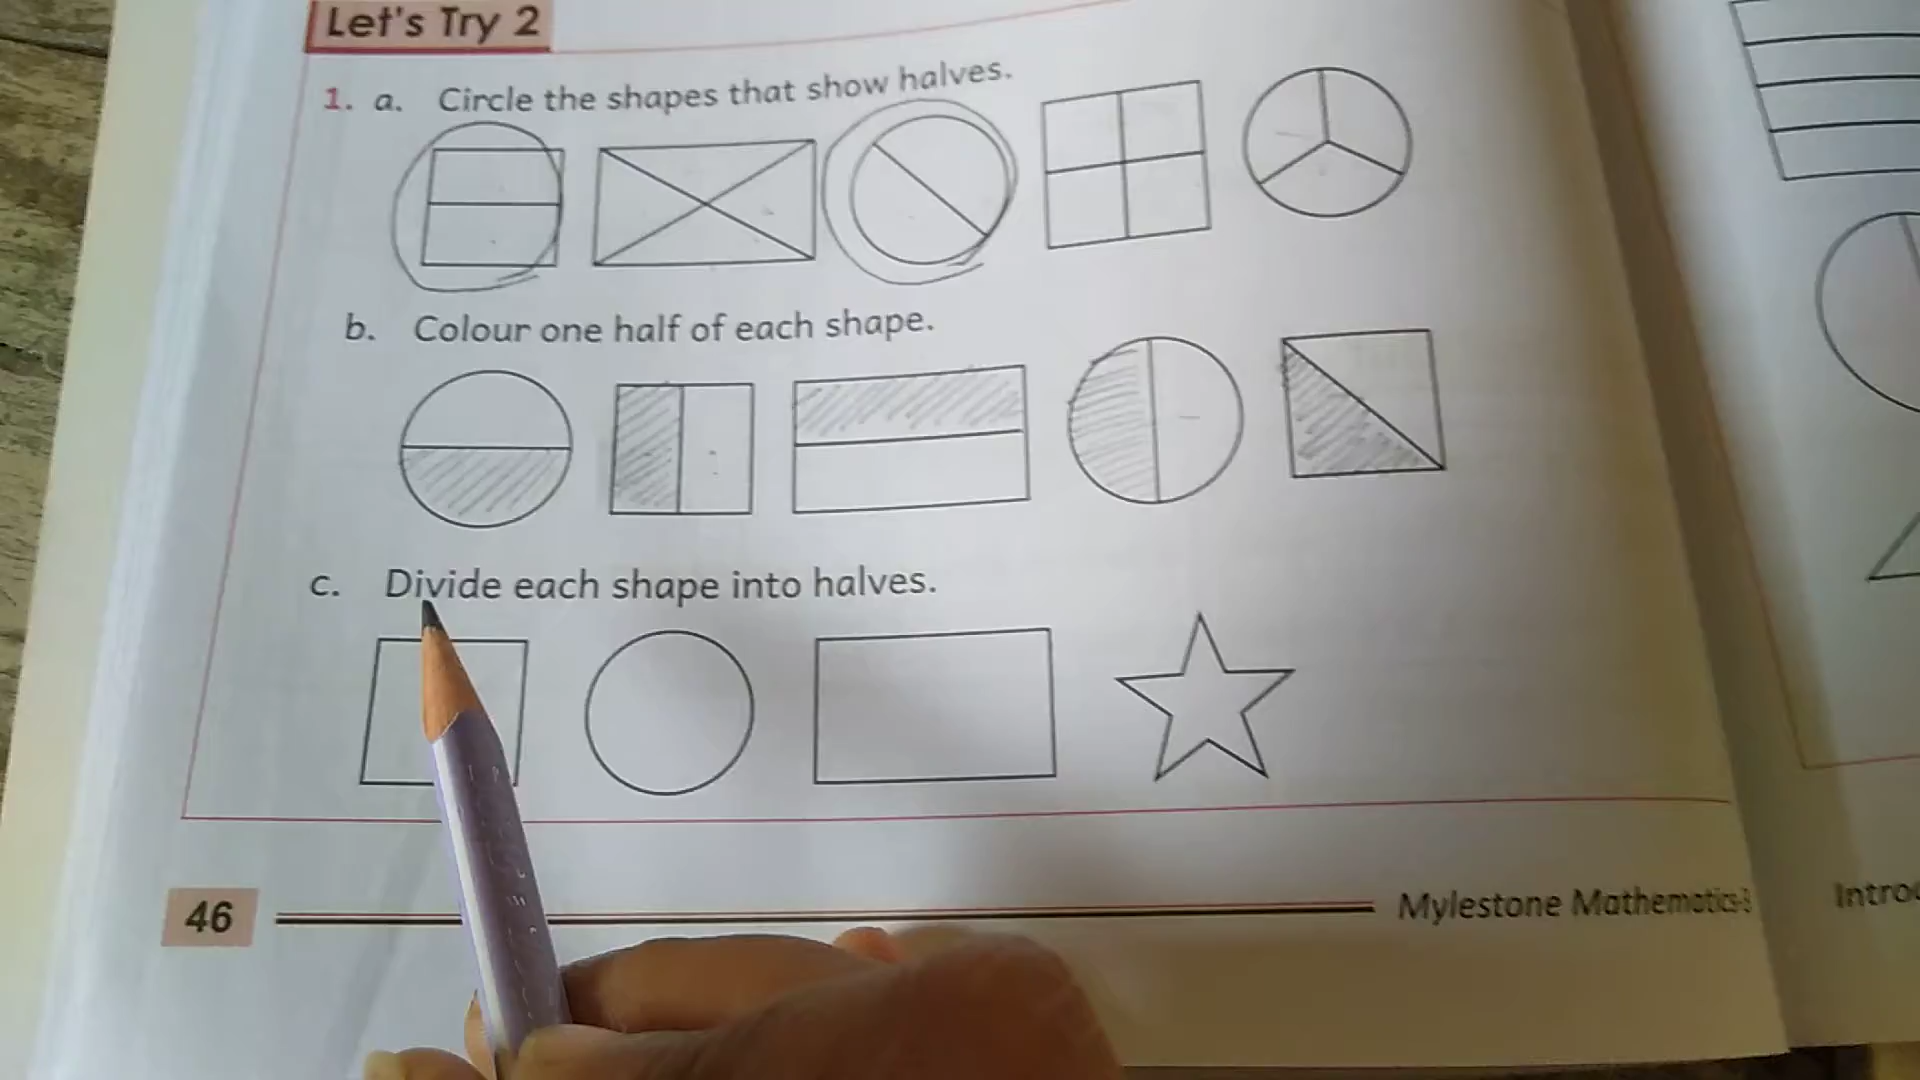 Let's Try 2
1. a. Circle the shapes that show halves.
b. Colour one half of each shape.
c. Divide each shape into halves.
46
Mylestone Mathematics-3